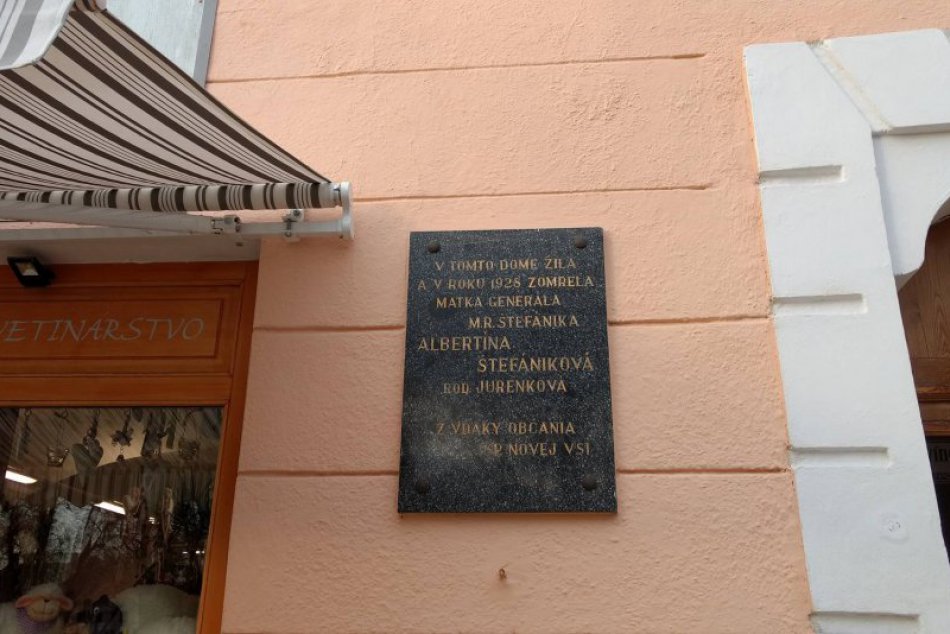 VETINÁRSTVO
V TOMTO DOME ŽILA
A V ROKU 1928 ZOMRELA
MATKA GENERÁLA
M.R. ŠTEFÁNIKA
ALBERTÍNA
ŠTEFÁNIKOVÁ
ROD. JURENKOVÁ
Z VĎAKY OBČANIA
SP. NOVEJ VSI